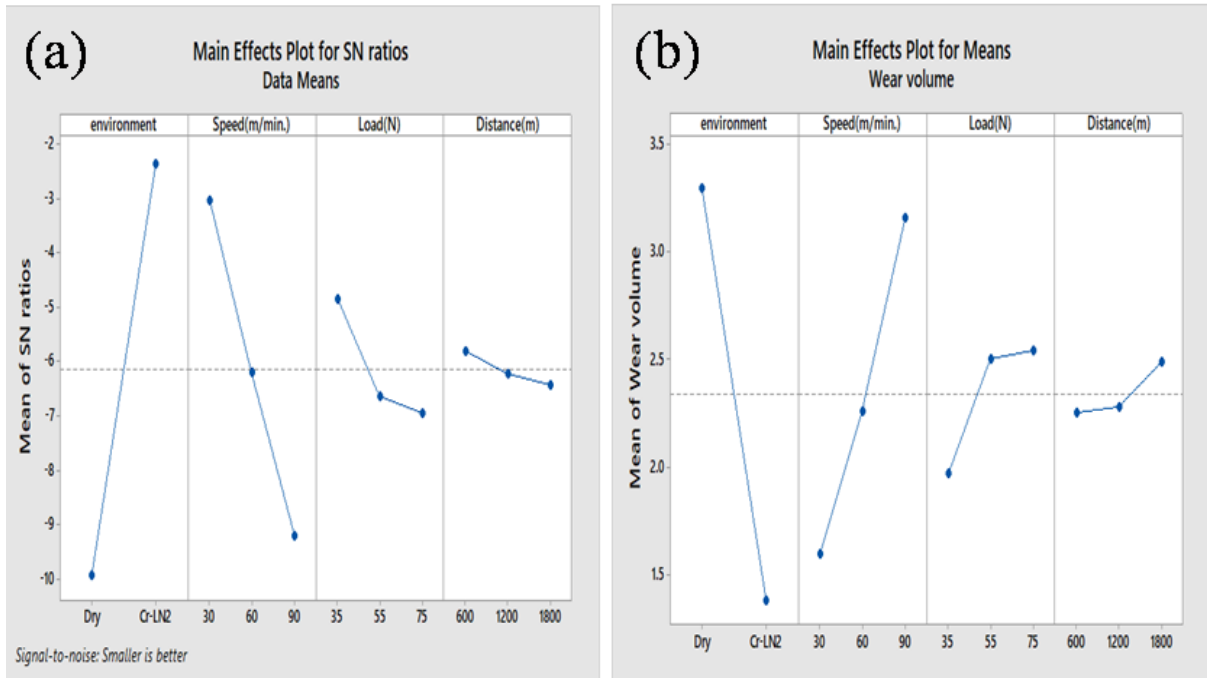 (a)
Main Effects Plot for SN ratios
Data Means
environment Speed(m/min.) Load(N) Distance(m)
Mean of SN ratios
-2
-3
-4
-5
-6
-7
-8
-9
-10
Dry Cr-LN2 30 60 90 35 55 75 600 1200 1800
Signal-to-noise: Smaller is better
(b)
Main Effects Plot for Means
Wear volume
environment Speed(m/min.) Load(N) Distance(m)
Mean of Wear volume
3.5
3.0
2.5
2.0
1.5
Dry Cr-LN2 30 60 90 35 55 75 600 1200 1800